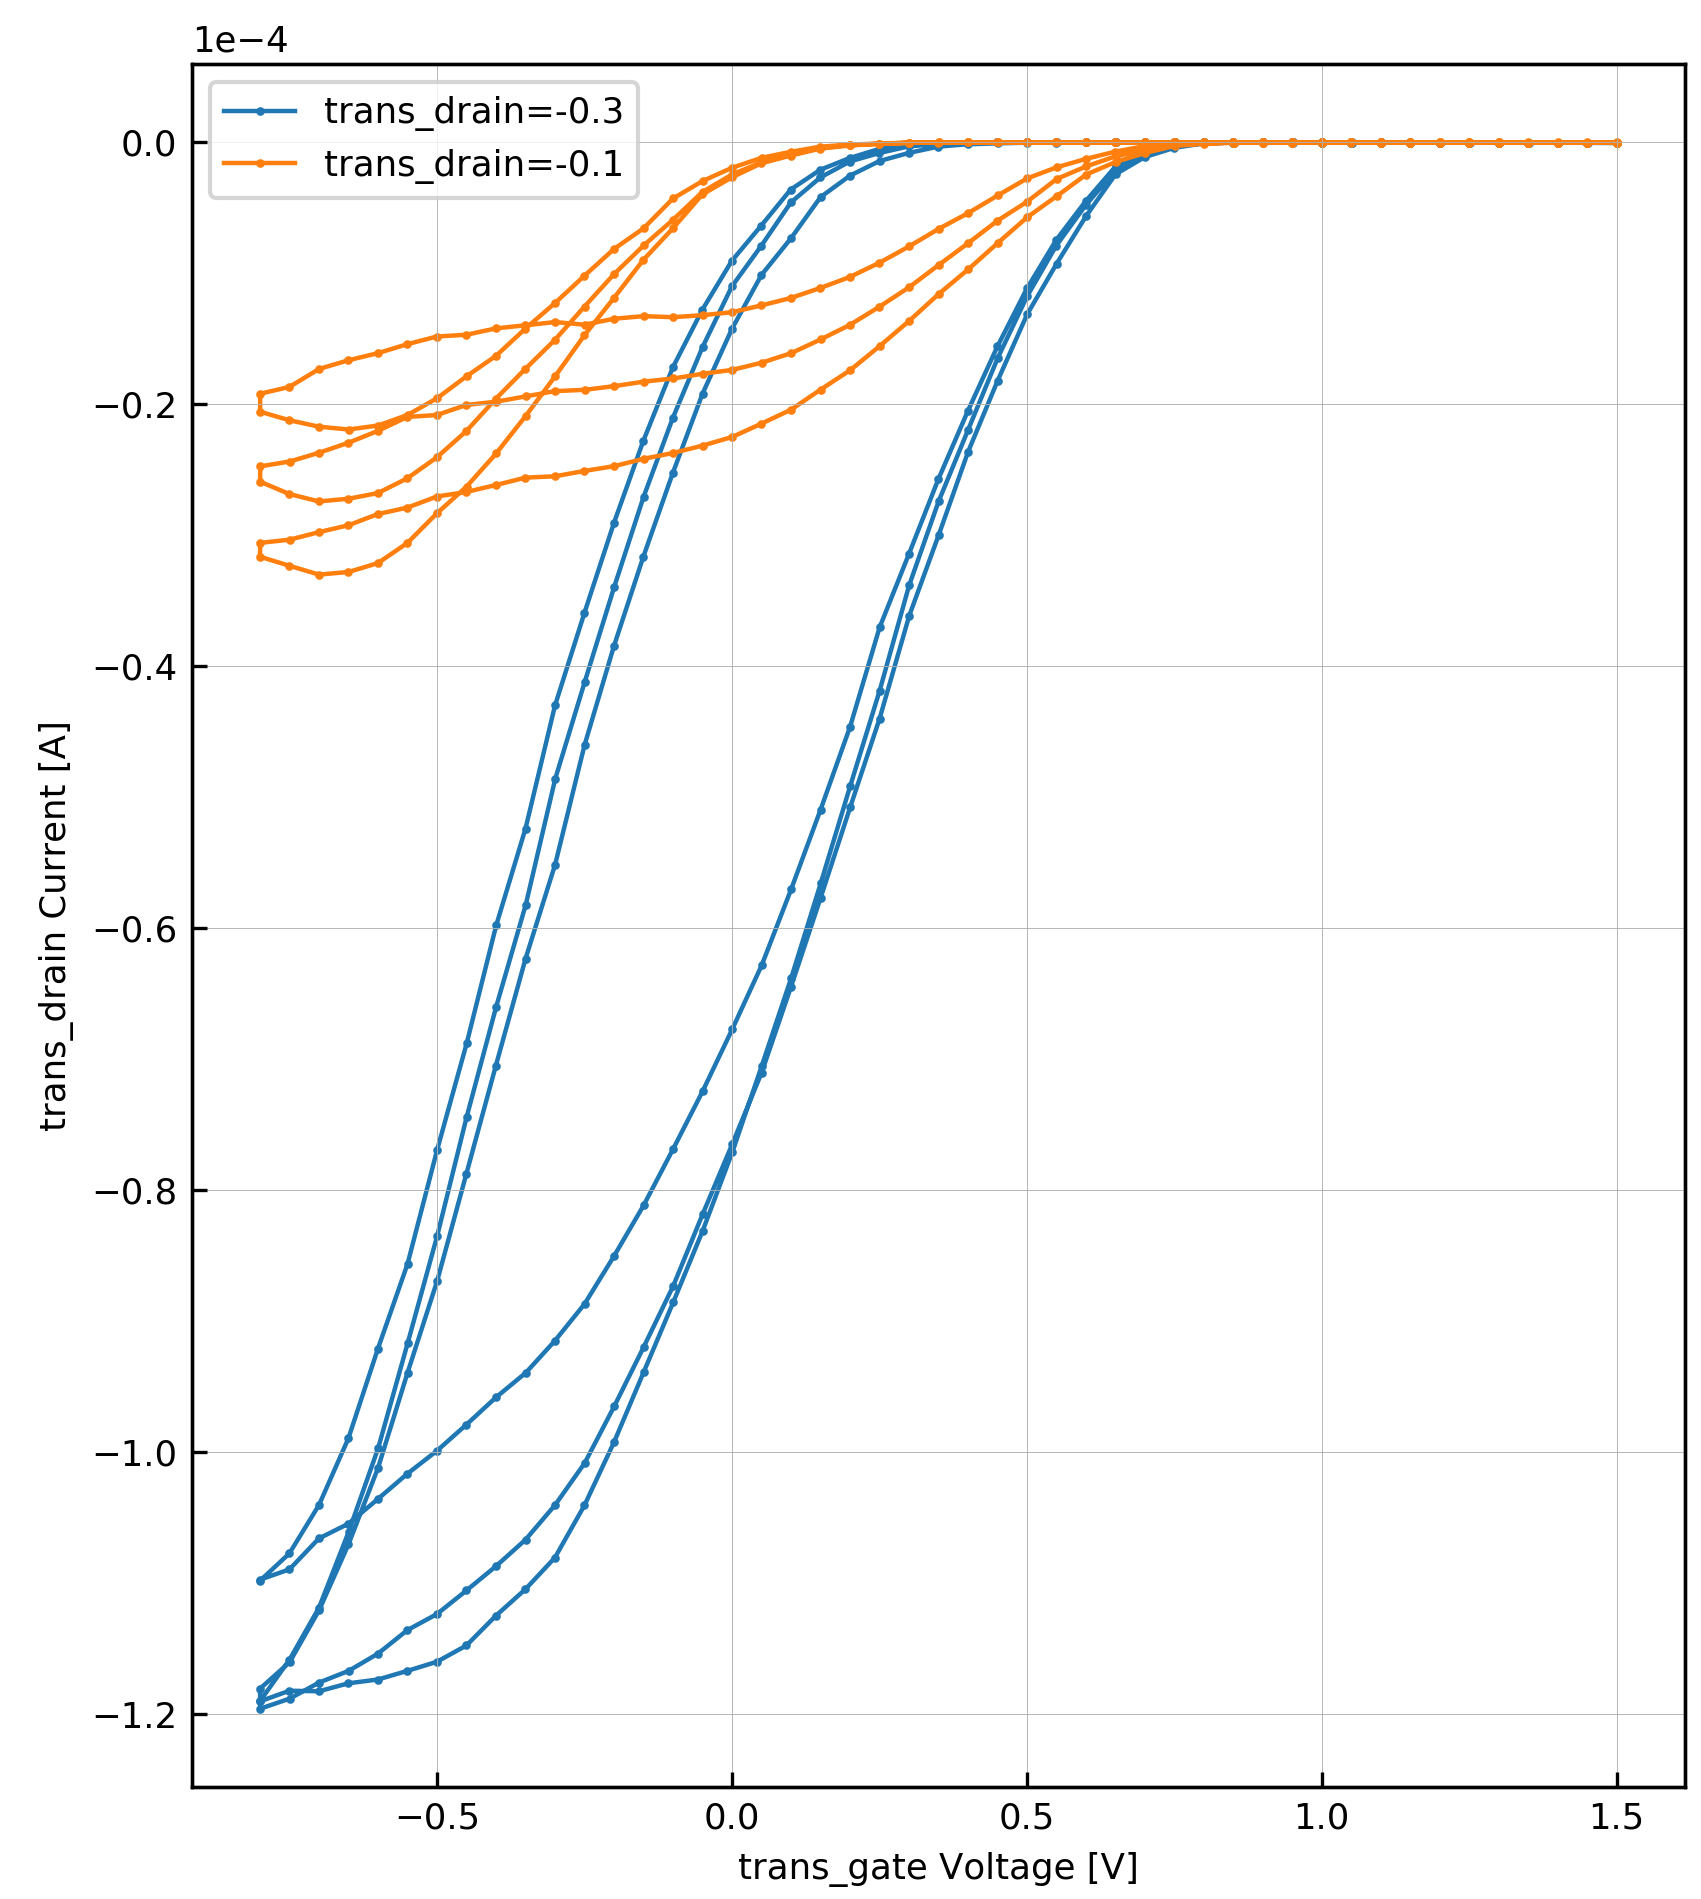 1e−4
trans_drain=-0.3
trans_drain=-0.1
0.0
−0.2
−0.4
−0.6
−0.8
−1.0
−1.2
trans_drain Current [A]
−0.5 0.0 0.5 1.0 1.5
trans_gate Voltage [V]